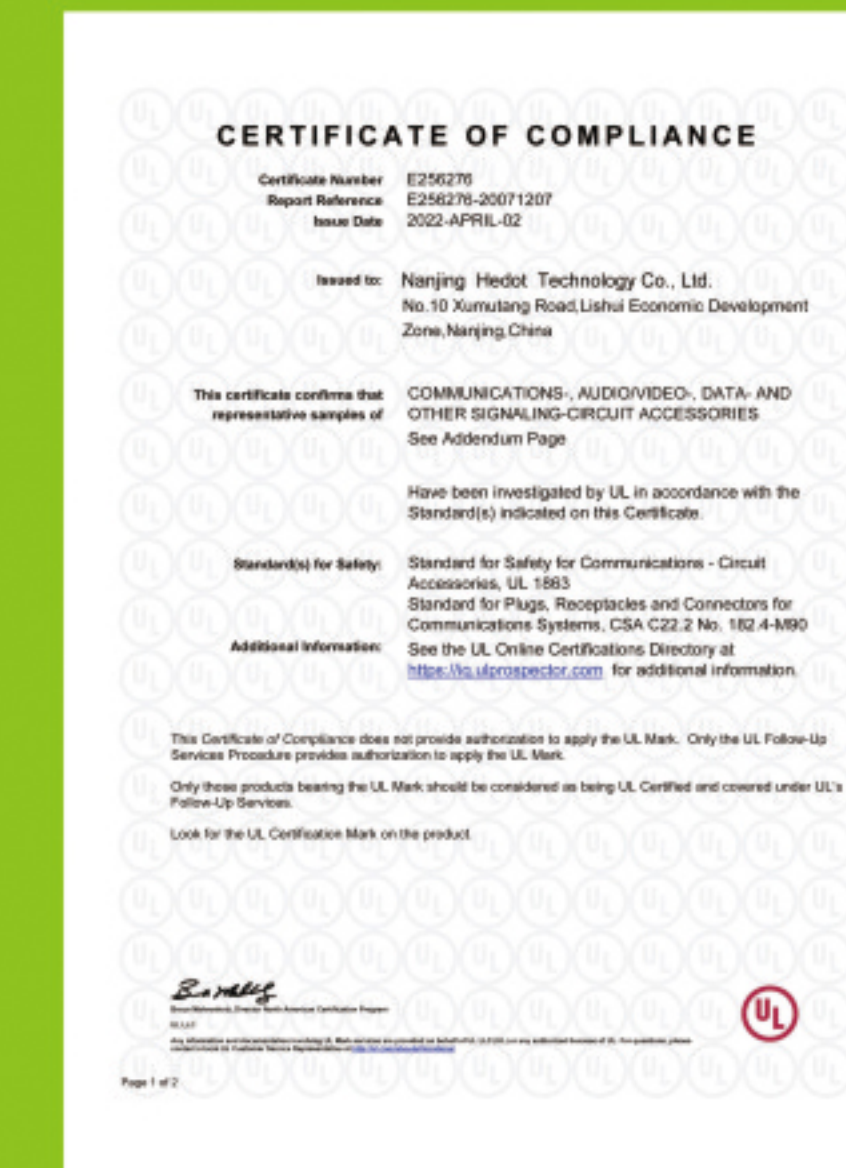 CERTIFICATE OF COMPLIANCE
Certificate Number E256276
Report Reference E256276-20071207
Issue Date 2022-APRIL-02
Issued to: Nanjing Hedot Technology Co., Ltd.
No.10 Xumutang Road,Lishui Economic Development
Zone,Nanjing,China
This certificate confirms that COMMUNICATIONS-, AUDIO/VIDEO-, DATA- AND
representative samples of OTHER SIGNALING-CIRCUIT ACCESSORIES
See Addendum Page
Have been investigated by UL in accordance with the
Standard(s) indicated on this Certificate.
Standard(s) for Safety: Standard for Safety for Communications - Circuit
Accessories, UL 1863
Standard for Plugs, Receptacles and Connectors for
Communications Systems, CSA C22.2 No. 182.4-M90
Additional Information: See the UL Online Certifications Directory at
https://iq.ulprospector.com for additional information.
This Certificate of Compliance does not provide authorization to apply the UL Mark. Only the UL Follow-Up
Services Procedure provides authorization to apply the UL Mark.
Only those products bearing the UL Mark should be considered as being UL Certified and covered under UL's
Follow-Up Services.
Look for the UL Certification Mark on the product.
UL
Page 1 of 2